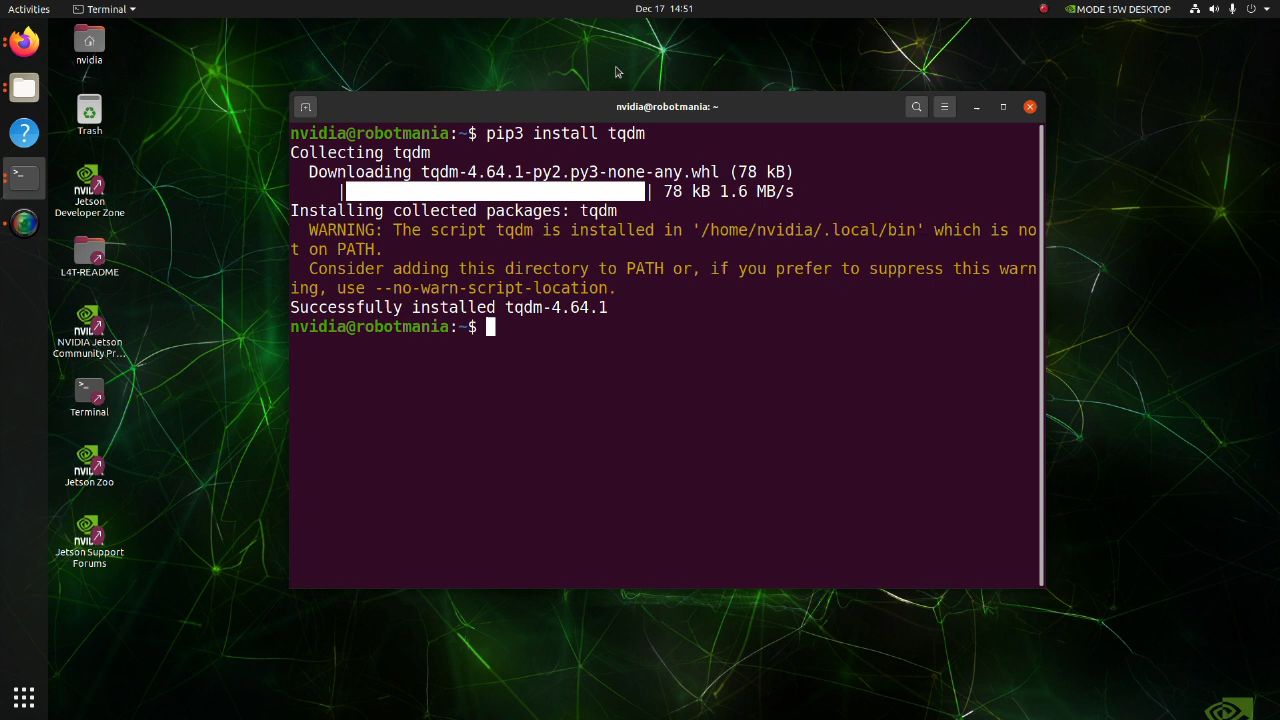 Activities
Terminal
Dec 17 14:51
MODE 15W DESKTOP
nvidia
Trash
NVIDIA
Jetson
Developer Zone
L4T-README
NVIDIA
NVIDIA Jetson
Community Pr...
Terminal
NVIDIA
Jetson Zoo
NVIDIA
Jetson Support
Forums
nvidia@robotmania: ~
nvidia@robotmania:~$ pip3 install tqdm
Collecting tqdm
  Downloading tqdm-4.64.1-py2.py3-none-any.whl (78 kB)
| | 78 kB 1.6 MB/s
Installing collected packages: tqdm
  WARNING: The script tqdm is installed in '/home/nvidia/.local/bin' which is no
t on PATH.
  Consider adding this directory to PATH or, if you prefer to suppress this warn
ing, use --no-warn-script-location.
Successfully installed tqdm-4.64.1
nvidia@robotmania:~$